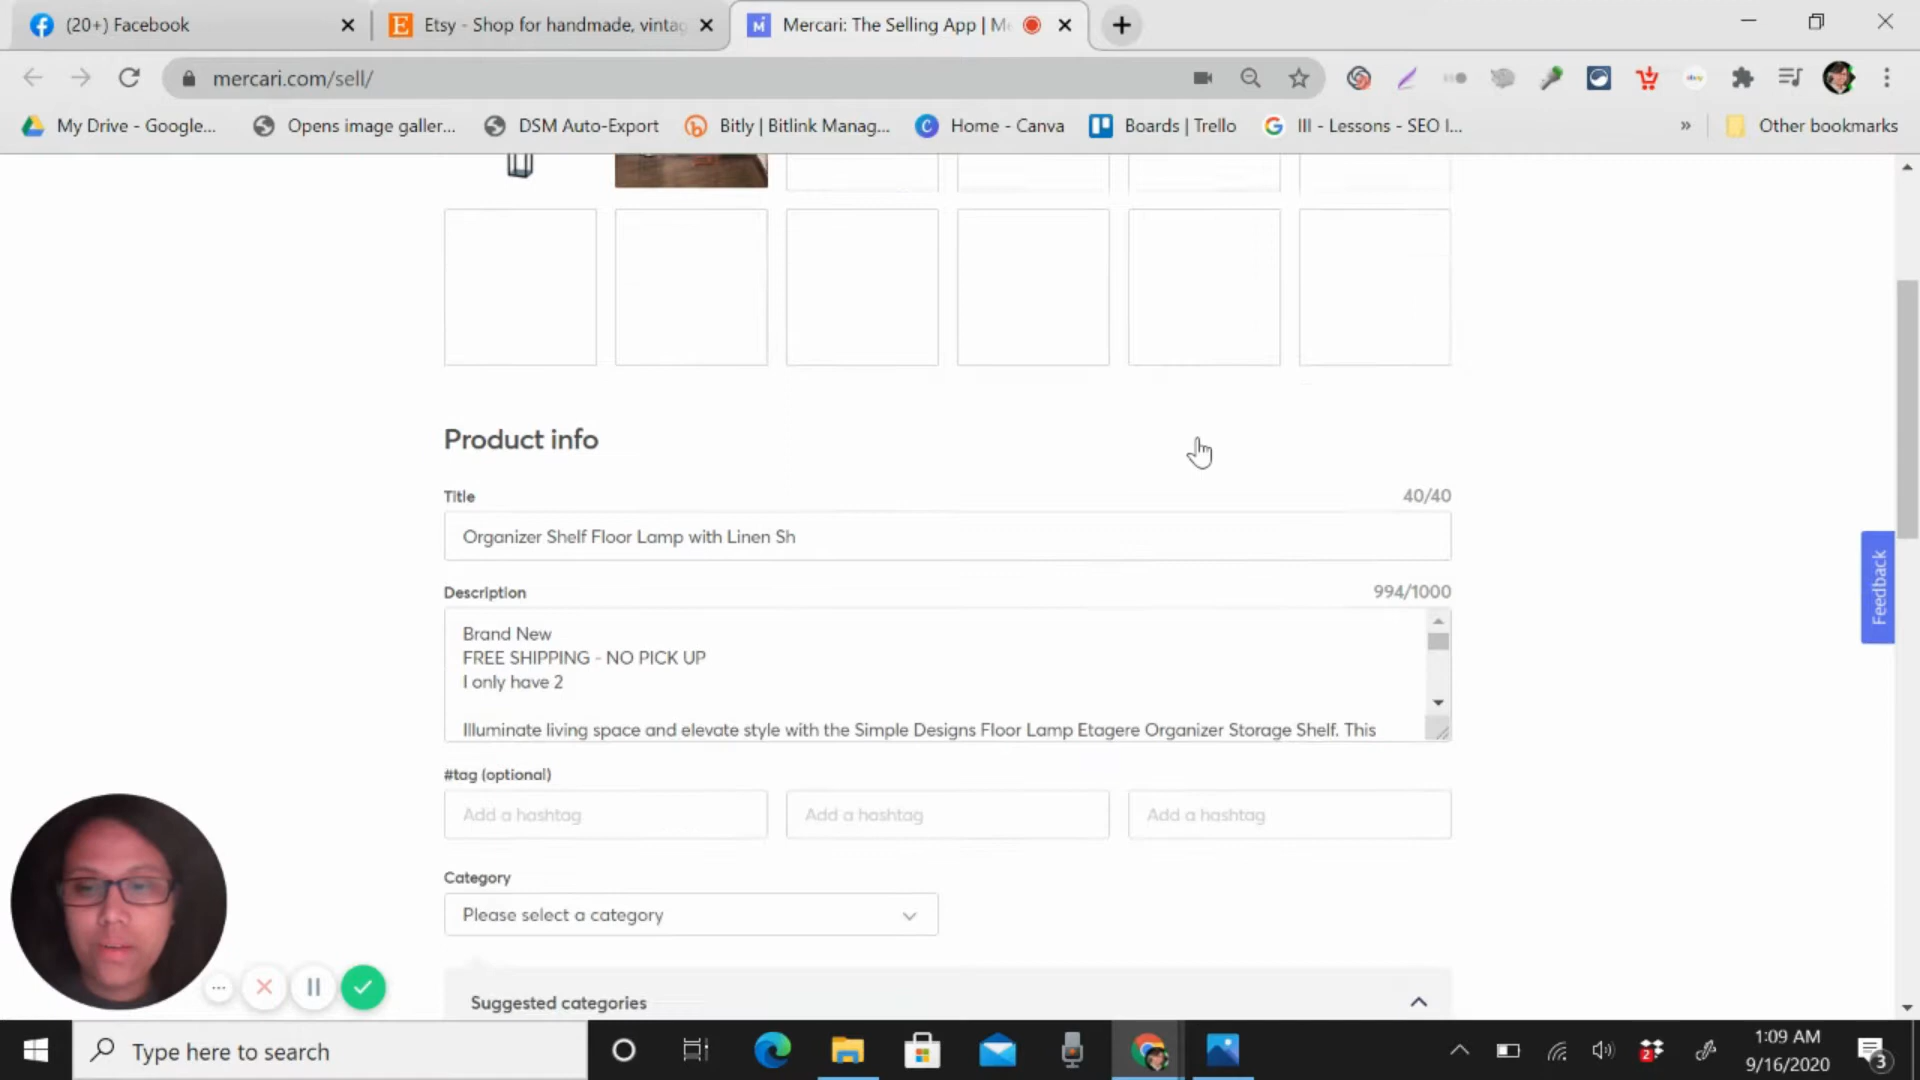 (20+) Facebook
Etsy - Shop for handmade, vintag
Mercari: The Selling App | Me
mercari.com/sell/
My Drive - Google...
Opens image galler...
DSM Auto-Export
Bitly | Bitlink Manag...
Home - Canva
Boards | Trello
III - Lessons - SEO I...
»
Other bookmarks
Product info
Title
40/40
Organizer Shelf Floor Lamp with Linen Sh
Description
994/1000
Brand New
FREE SHIPPING - NO PICK UP
I only have 2
Illuminate living space and elevate style with the Simple Designs Floor Lamp Etagere Organizer Storage Shelf. This
#tag (optional)
Add a hashtag
Add a hashtag
Add a hashtag
Category
Please select a category
Suggested categories
Feedback
Type here to search
2
1:09 AM
9/16/2020
3